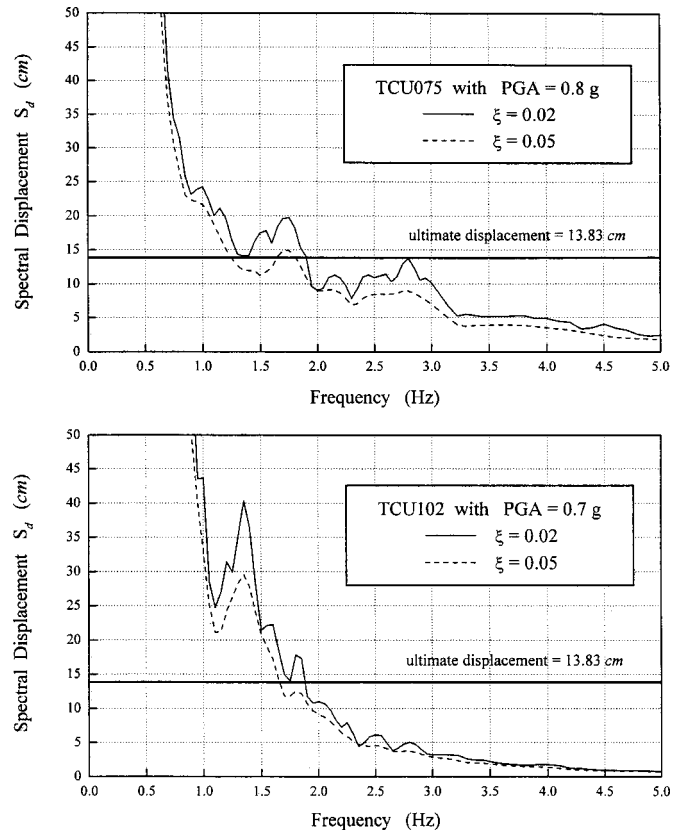 50
45
40
35
30
25
20
15
10
5
0
Spectral Displacement S_d (cm)
TCU075 with PGA = 0.8 g
ξ = 0.02
ξ = 0.05
ultimate displacement = 13.83 cm
0.0 0.5 1.0 1.5 2.0 2.5 3.0 3.5 4.0 4.5 5.0
Frequency (Hz)
50
45
40
35
30
25
20
15
10
5
0
Spectral Displacement S_d (cm)
TCU102 with PGA = 0.7 g
ξ = 0.02
ξ = 0.05
ultimate displacement = 13.83 cm
0.0 0.5 1.0 1.5 2.0 2.5 3.0 3.5 4.0 4.5 5.0
Frequency (Hz)